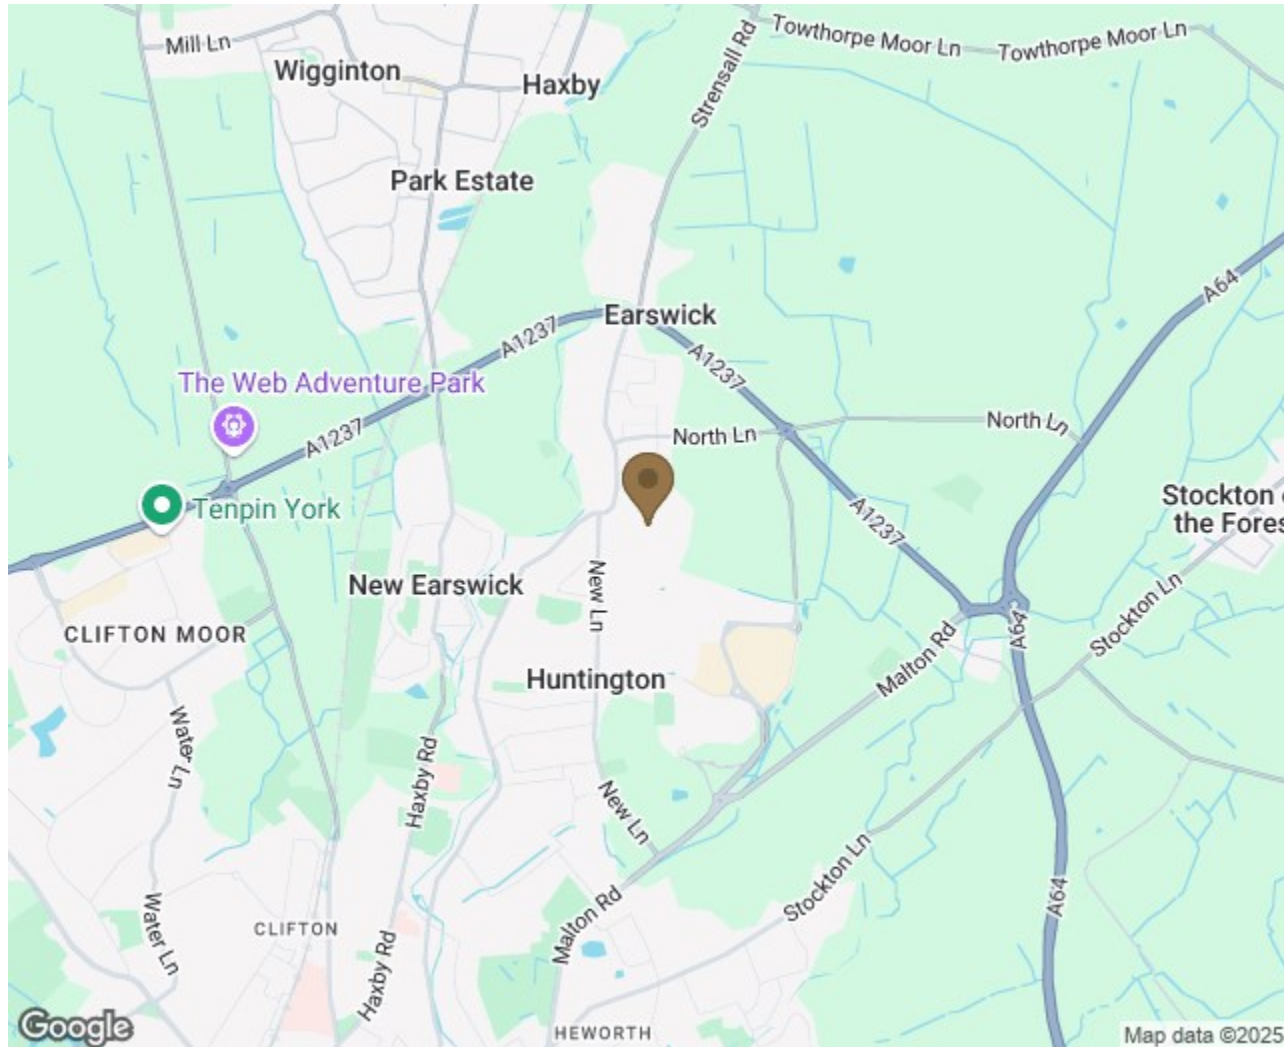 Mill Ln
Wigginton
Haxby
Strensall Rd
Towthorpe Moor Ln
Towthorpe Moor Ln
Park Estate
A64
Earswick
A1237
A1237
The Web Adventure Park
A1237
North Ln
North Ln
Tenpin York
A1237
Stockton o
the Fores
New Earswick
New Ln
CLIFTON MOOR
Stockton Ln
A64
Malton Rd
Huntington
Water Ln
Haxby Rd
New Ln
Stockton Ln
A64
Malton Rd
Water Ln
CLIFTON
Haxby Rd
HEWORTH
Google
Map data ©2025